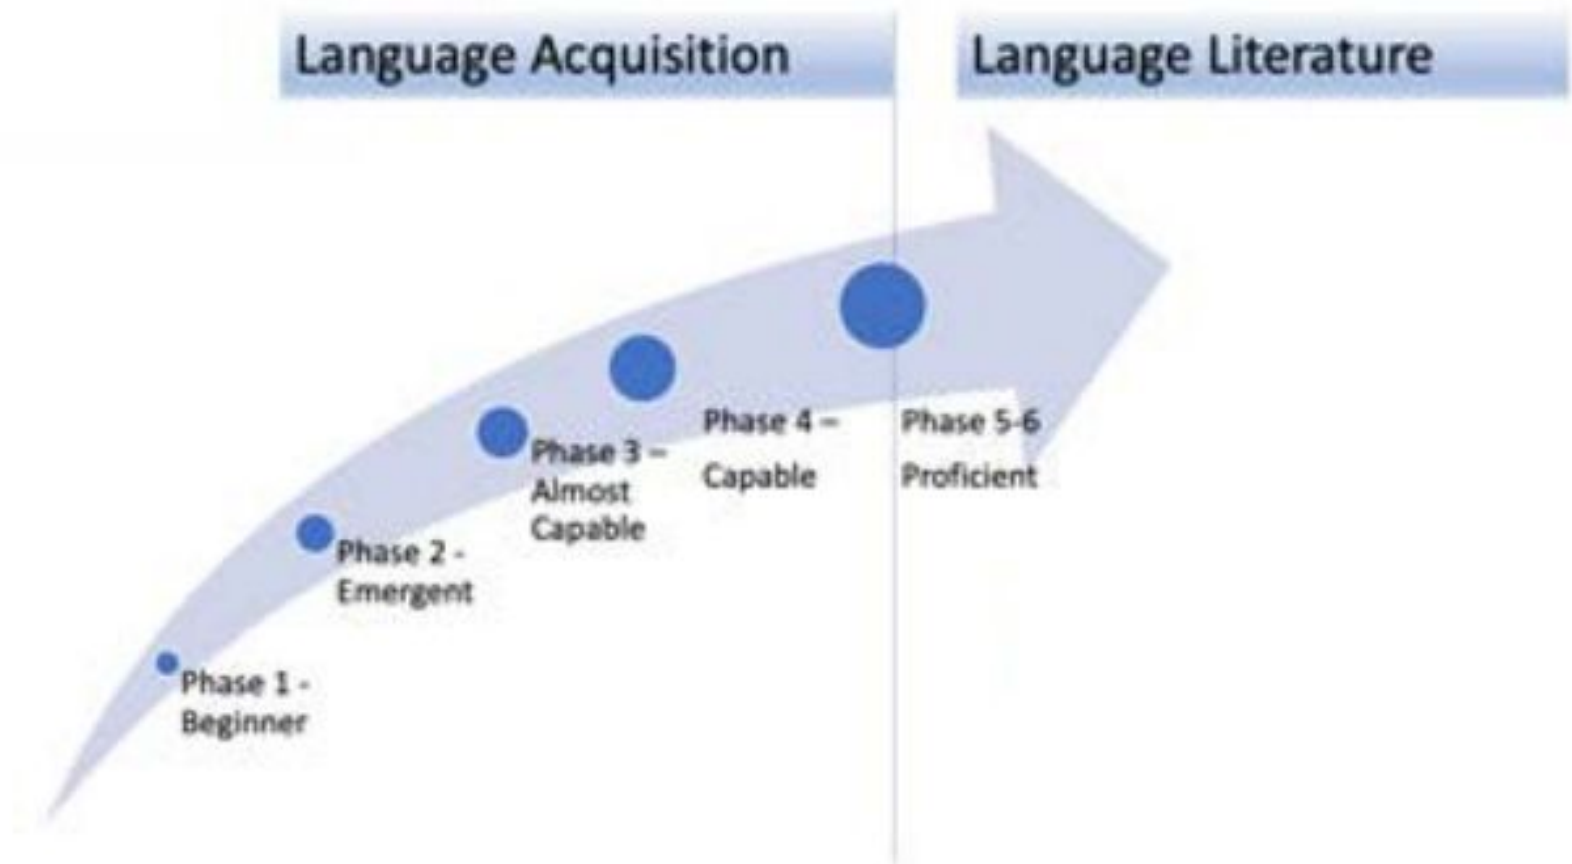 Language Acquisition
Language Literature
Phase 1 -
Beginner
Phase 2 -
Emergent
Phase 3 –
Almost
Capable
Phase 4 –
Capable
Phase 5-6
Proficient